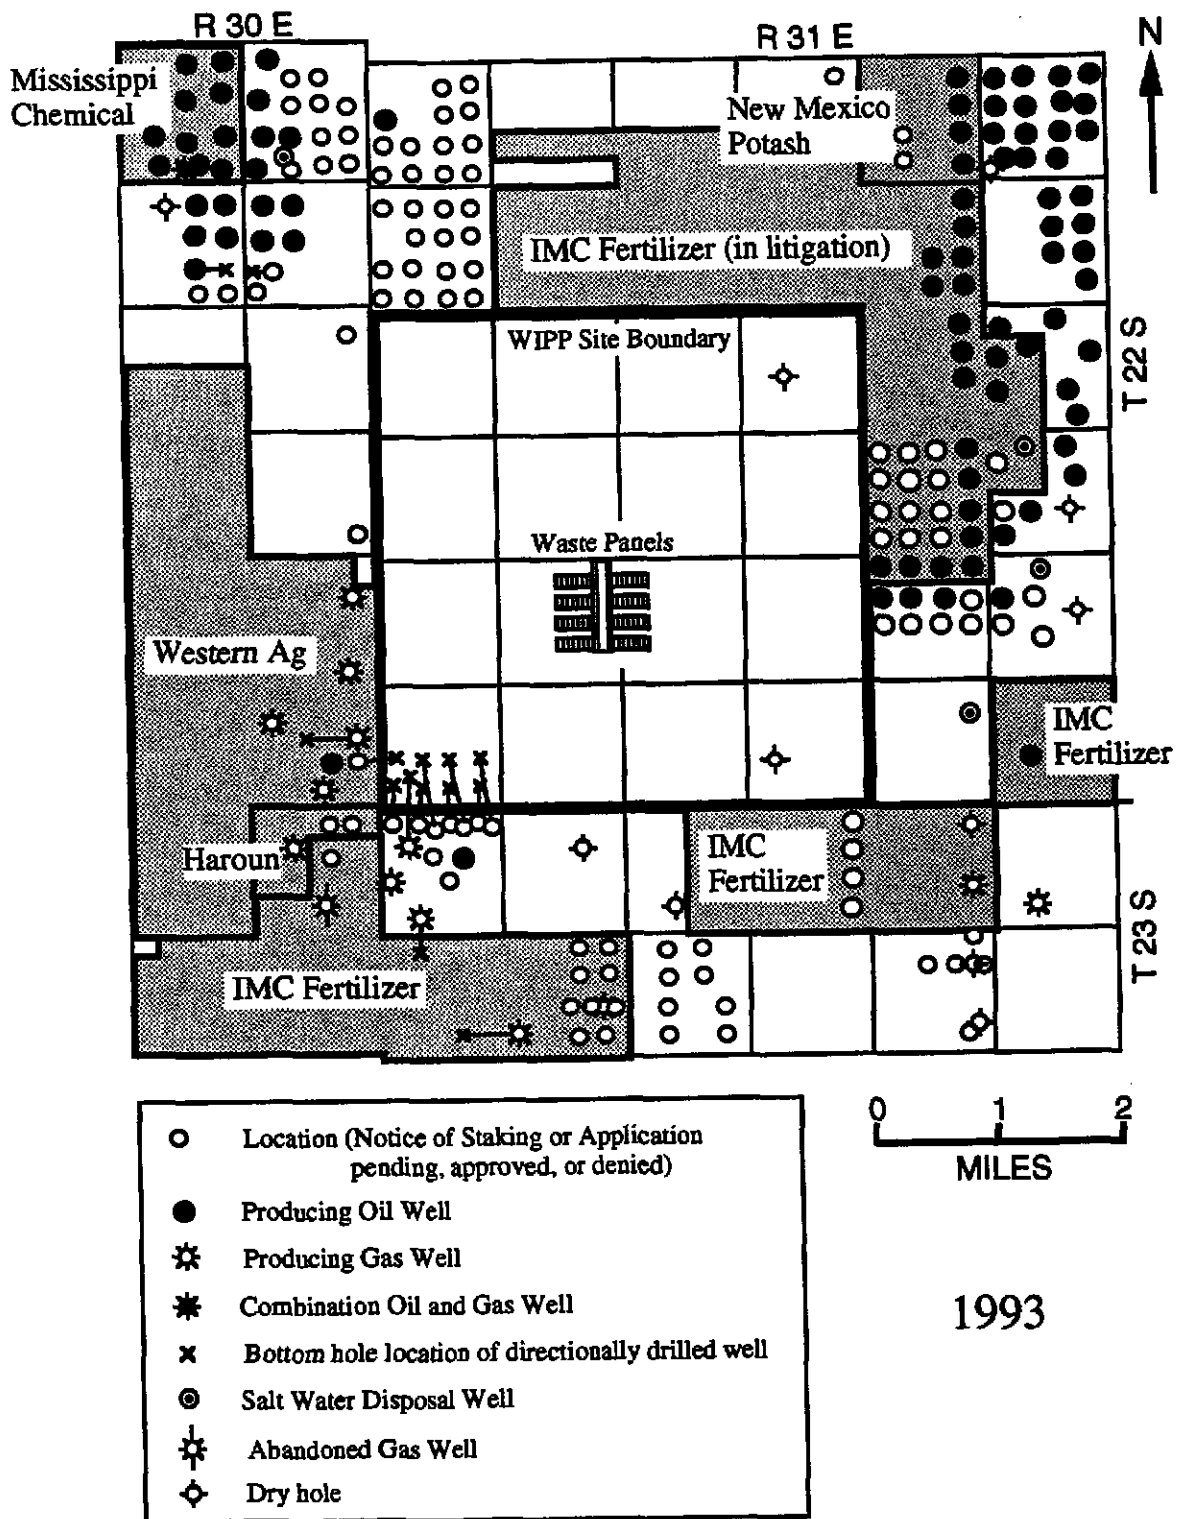 R 30 E
R 31 E
N
Mississippi
Chemical
New Mexico
Potash
IMC Fertilizer (in litigation)
WIPP Site Boundary
T 22 S
Waste Panels
Western Ag
IMC
Fertilizer
Haroun
IMC
Fertilizer
T 23 S
IMC Fertilizer
Location (Notice of Staking or Application
pending, approved, or denied)
Producing Oil Well
Producing Gas Well
Combination Oil and Gas Well
Bottom hole location of directionally drilled well
Salt Water Disposal Well
Abandoned Gas Well
Dry hole
0 1 2
MILES
1993